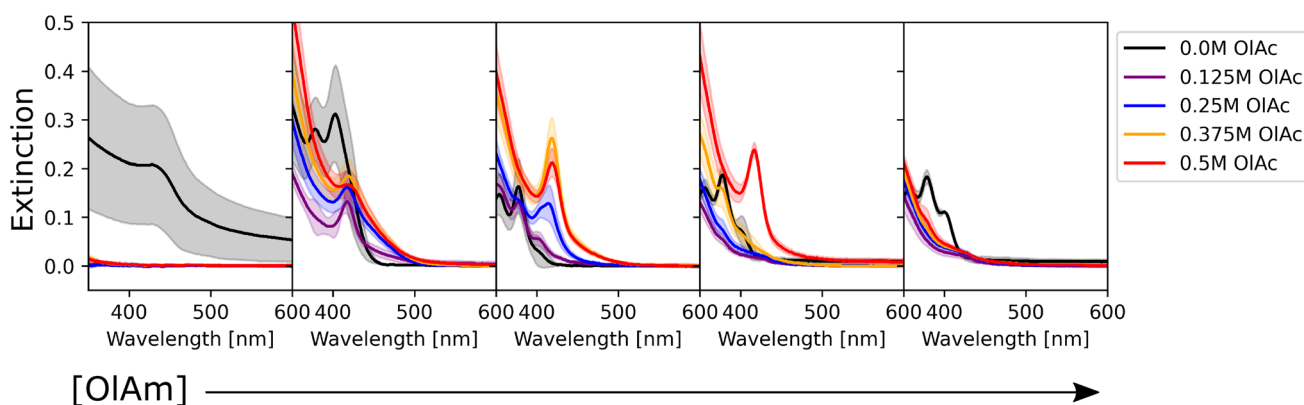 Extinction
0.5
0.4
0.3
0.2
0.1
0.0
400 500 600 400 500 600 400 500 600 400 500 600 400 500 600
Wavelength [nm] Wavelength [nm] Wavelength [nm] Wavelength [nm] Wavelength [nm]
0.0M OlAc
0.125M OlAc
0.25M OlAc
0.375M OlAc
0.5M OlAc
[OlAm]